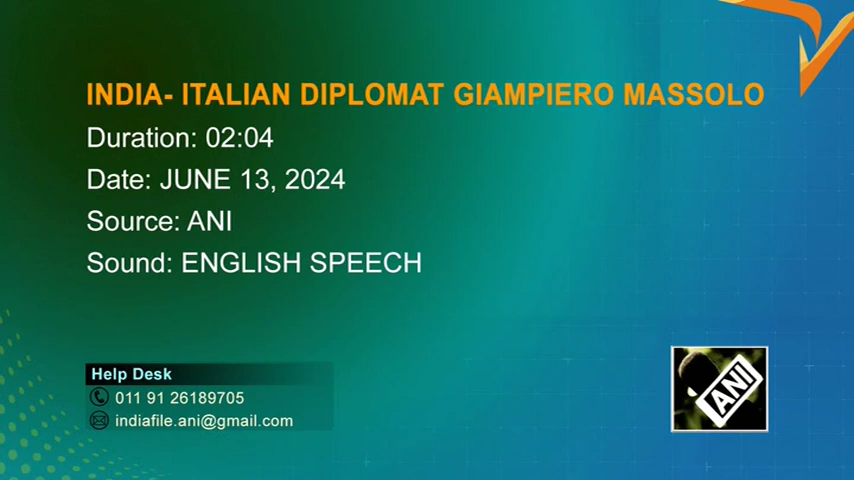 INDIA- ITALIAN DIPLOMAT GIAMPIERO MASSOLO
Duration: 02:04
Date: JUNE 13, 2024
Source: ANI
Sound: ENGLISH SPEECH
Help Desk
011 91 26189705
indiafile.ani@gmail.com
ANI